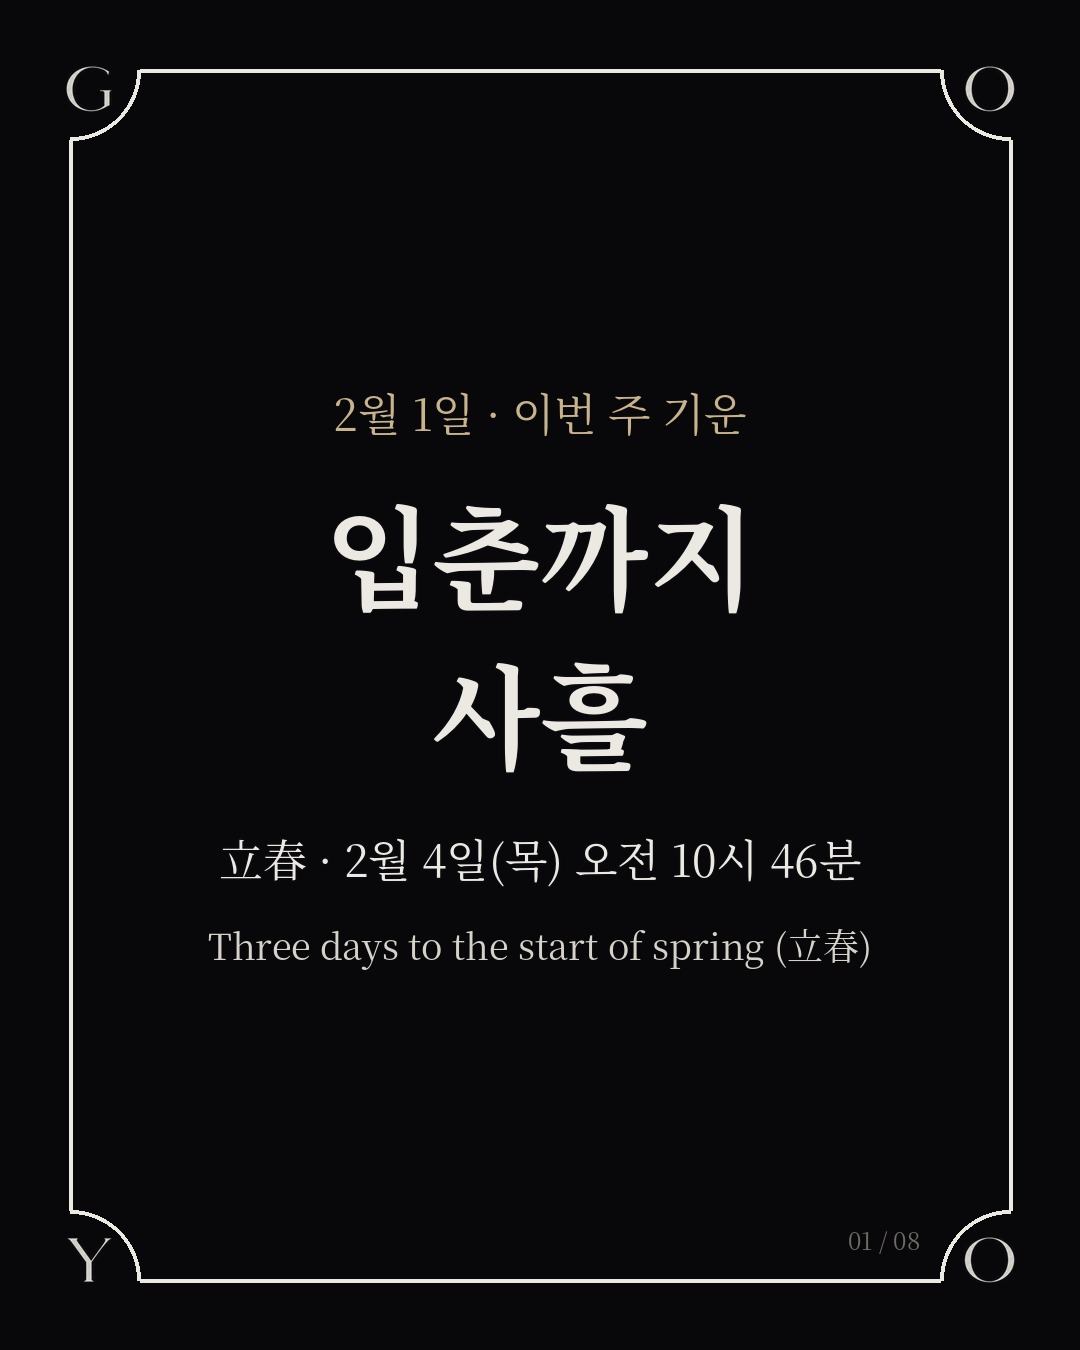 G O
2월 1일 · 이번 주 기운
입춘까지
사흘
立春 · 2월 4일(목) 오전 10시 46분
Three days to the start of spring (立春)
01 / 08
Y O